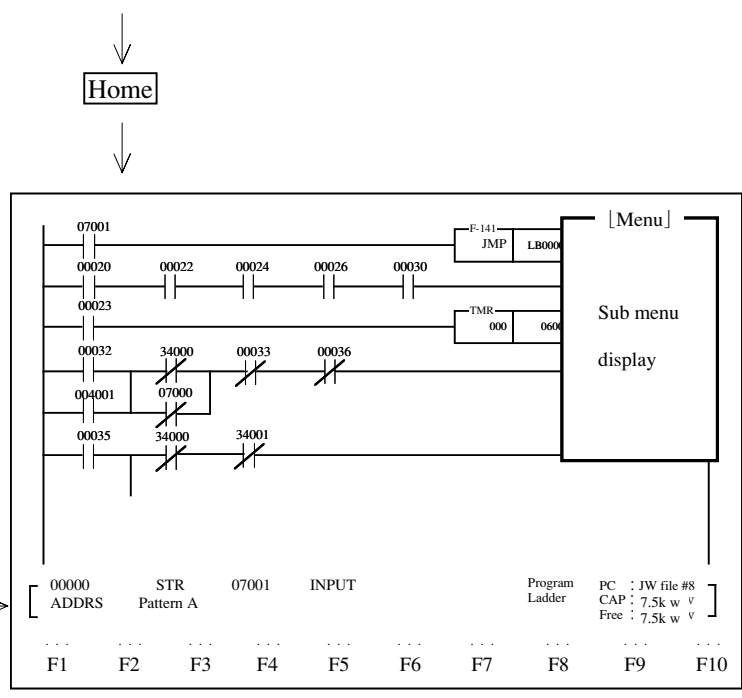 Home
[Menu]
07001
F-141
JMP LB000
00020 00022 00024 00026 00030
00023
TMR
000 0600
Sub menu
display
00032 34000 00033 00036
004001 07000
00035 34000 34001
00000 STR 07001 INPUT Program PC : JW file #8
ADDRS Pattern A Ladder CAP : 7.5k w
Free : 7.5k w
... ... ... ... ... ... ... ... ... ...
F1 F2 F3 F4 F5 F6 F7 F8 F9 F10